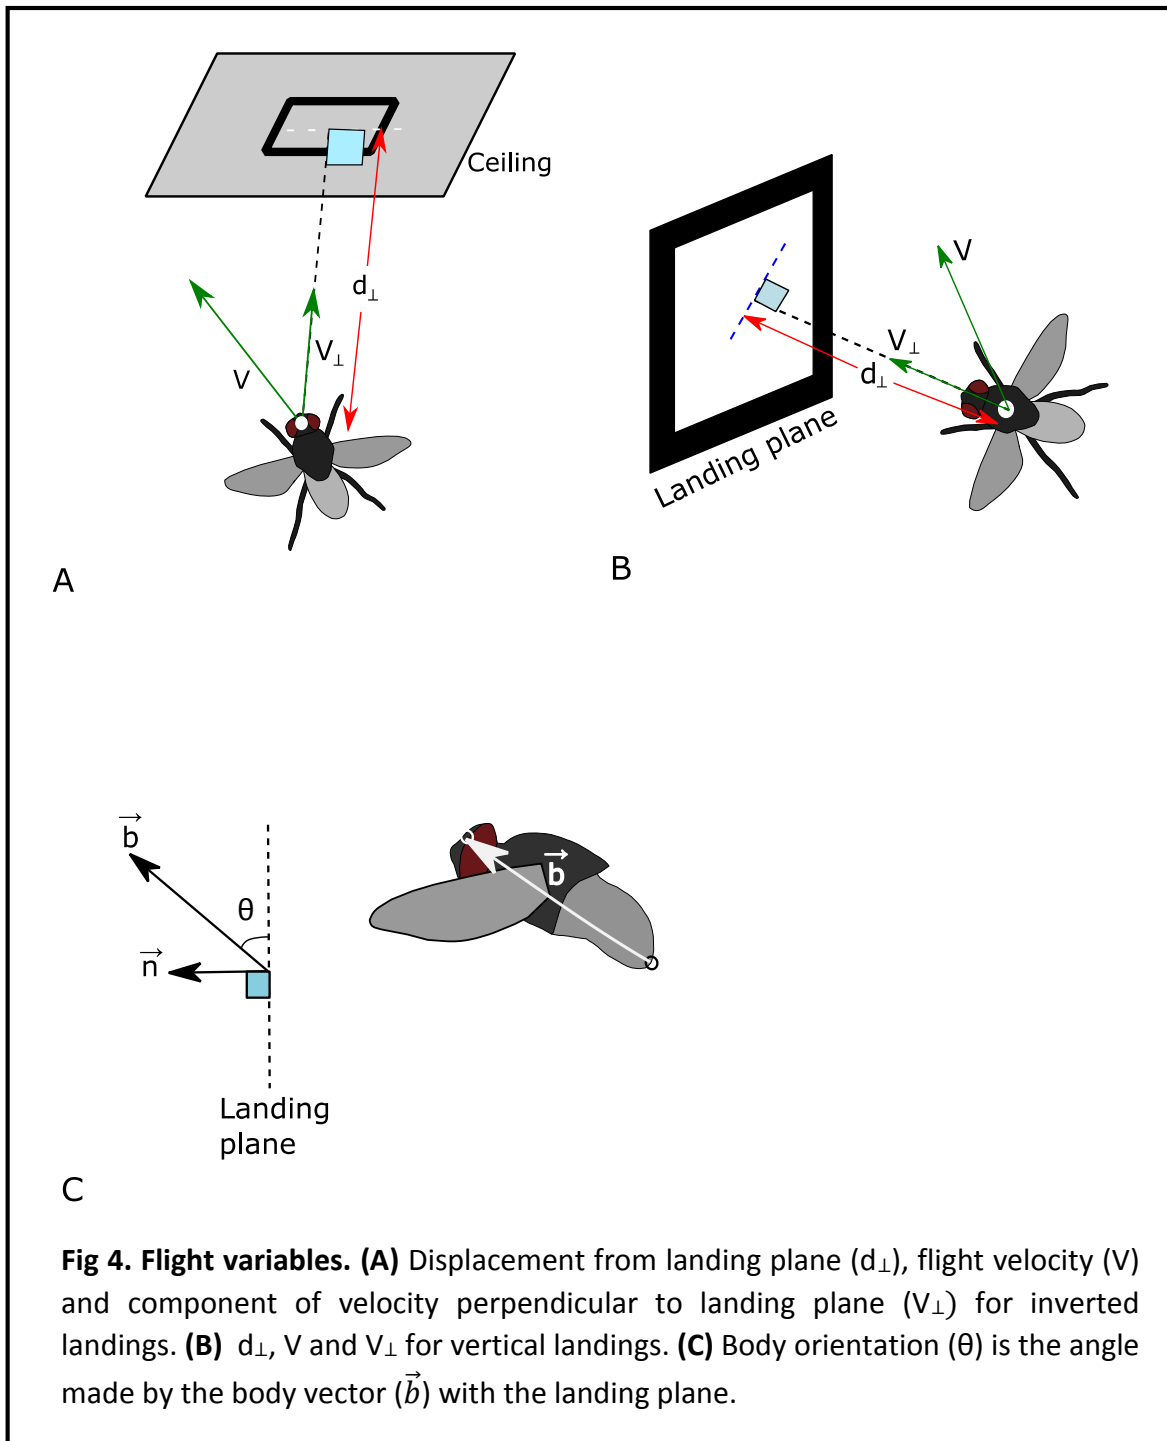 Ceiling
d⊥
V⊥
V
A
V
V⊥
d⊥
Landing plane
B
b⃗
θ
n⃗
b⃗
Landing
plane
C
Fig 4. Flight variables. (A) Displacement from landing plane (d⊥), flight velocity (V)
and component of velocity perpendicular to landing plane (V⊥) for inverted
landings. (B) d⊥, V and V⊥ for vertical landings. (C) Body orientation (θ) is the angle
made by the body vector (b⃗) with the landing plane.